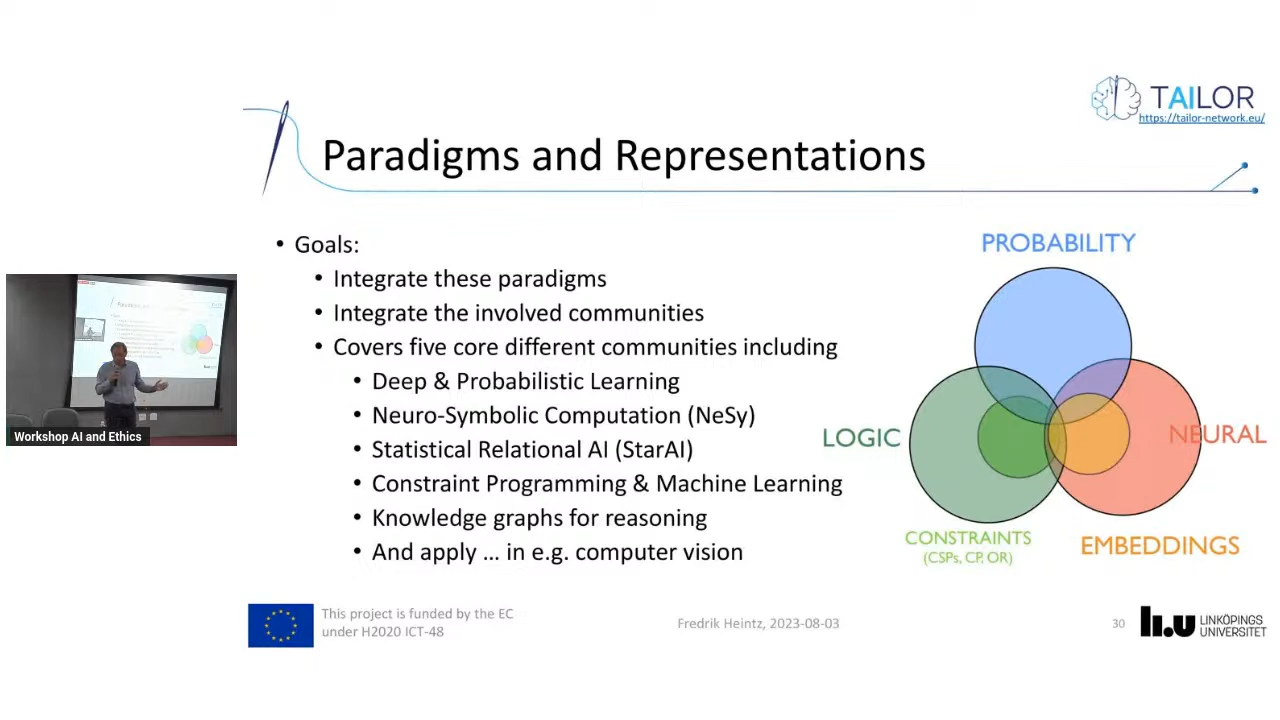 TAILOR
https://tailor-network.eu/
Paradigms and Representations
• Goals:
• Integrate these paradigms
• Integrate the involved communities
• Covers five core different communities including
• Deep & Probabilistic Learning
• Neuro-Symbolic Computation (NeSy)
• Statistical Relational AI (StarAI)
• Constraint Programming & Machine Learning
• Knowledge graphs for reasoning
• And apply ... in e.g. computer vision
PROBABILITY
LOGIC
NEURAL
CONSTRAINTS
(CSPs, CP, OR)
EMBEDDINGS
Workshop AI and Ethics
This project is funded by the EC
under H2020 ICT-48
Fredrik Heintz, 2023-08-03
30
li.u LINKÖPINGS
UNIVERSITET